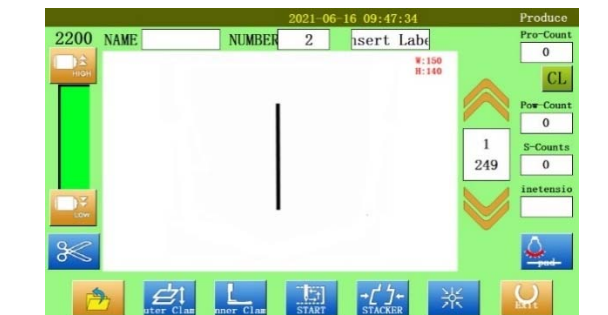 2021-06-16 09:47:34
Produce
2200 NAME NUMBER 2 nsert Labe
Pro-Count
0
HIGH
W:150
H:140
CL
Pow-Count
0
1
249
S-Counts
0
inetensio
LOW
pnd
uter Clam
nner Clam
START
STACKER
Exit